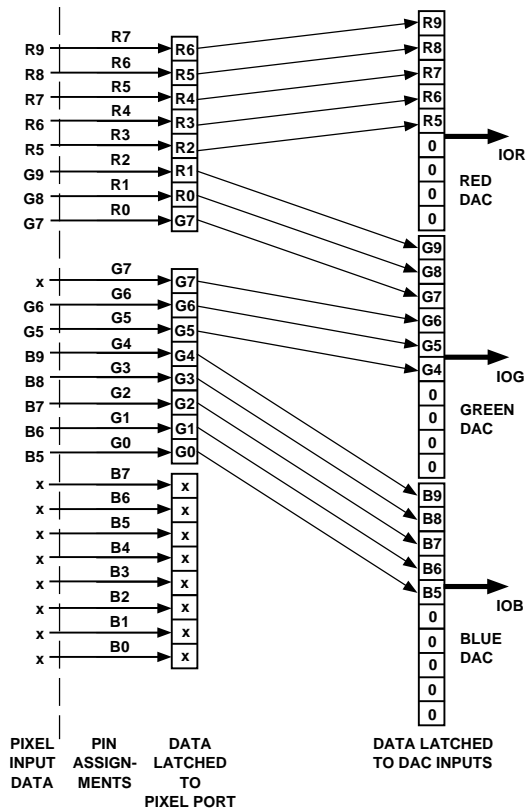 R9
R8
R7
R6
R5
G9
G8
G7
x
G6
G5
B9
B8
B7
B6
B5
x
x
x
x
x
x
x
x
PIXEL
INPUT
DATA
R7
R6
R5
R4
R3
R2
R1
R0
G7
G6
G5
G4
G3
G2
G1
G0
B7
B6
B5
B4
B3
B2
B1
B0
PIN
ASSIGN-
MENTS
R6
R5
R4
R3
R2
R1
R0
G7
G7
G6
G5
G4
G3
G2
G1
G0
x
x
x
x
x
x
x
x
DATA
LATCHED
TO
PIXEL PORT
R9
R8
R7
R6
R5
0
0
0
0
IOR
RED
DAC
G9
G8
G7
G6
G5
G4
0
0
0
0
IOG
GREEN
DAC
B9
B8
B7
B6
B5
0
0
0
0
0
IOB
BLUE
DAC
DATA LATCHED
TO DAC INPUTS